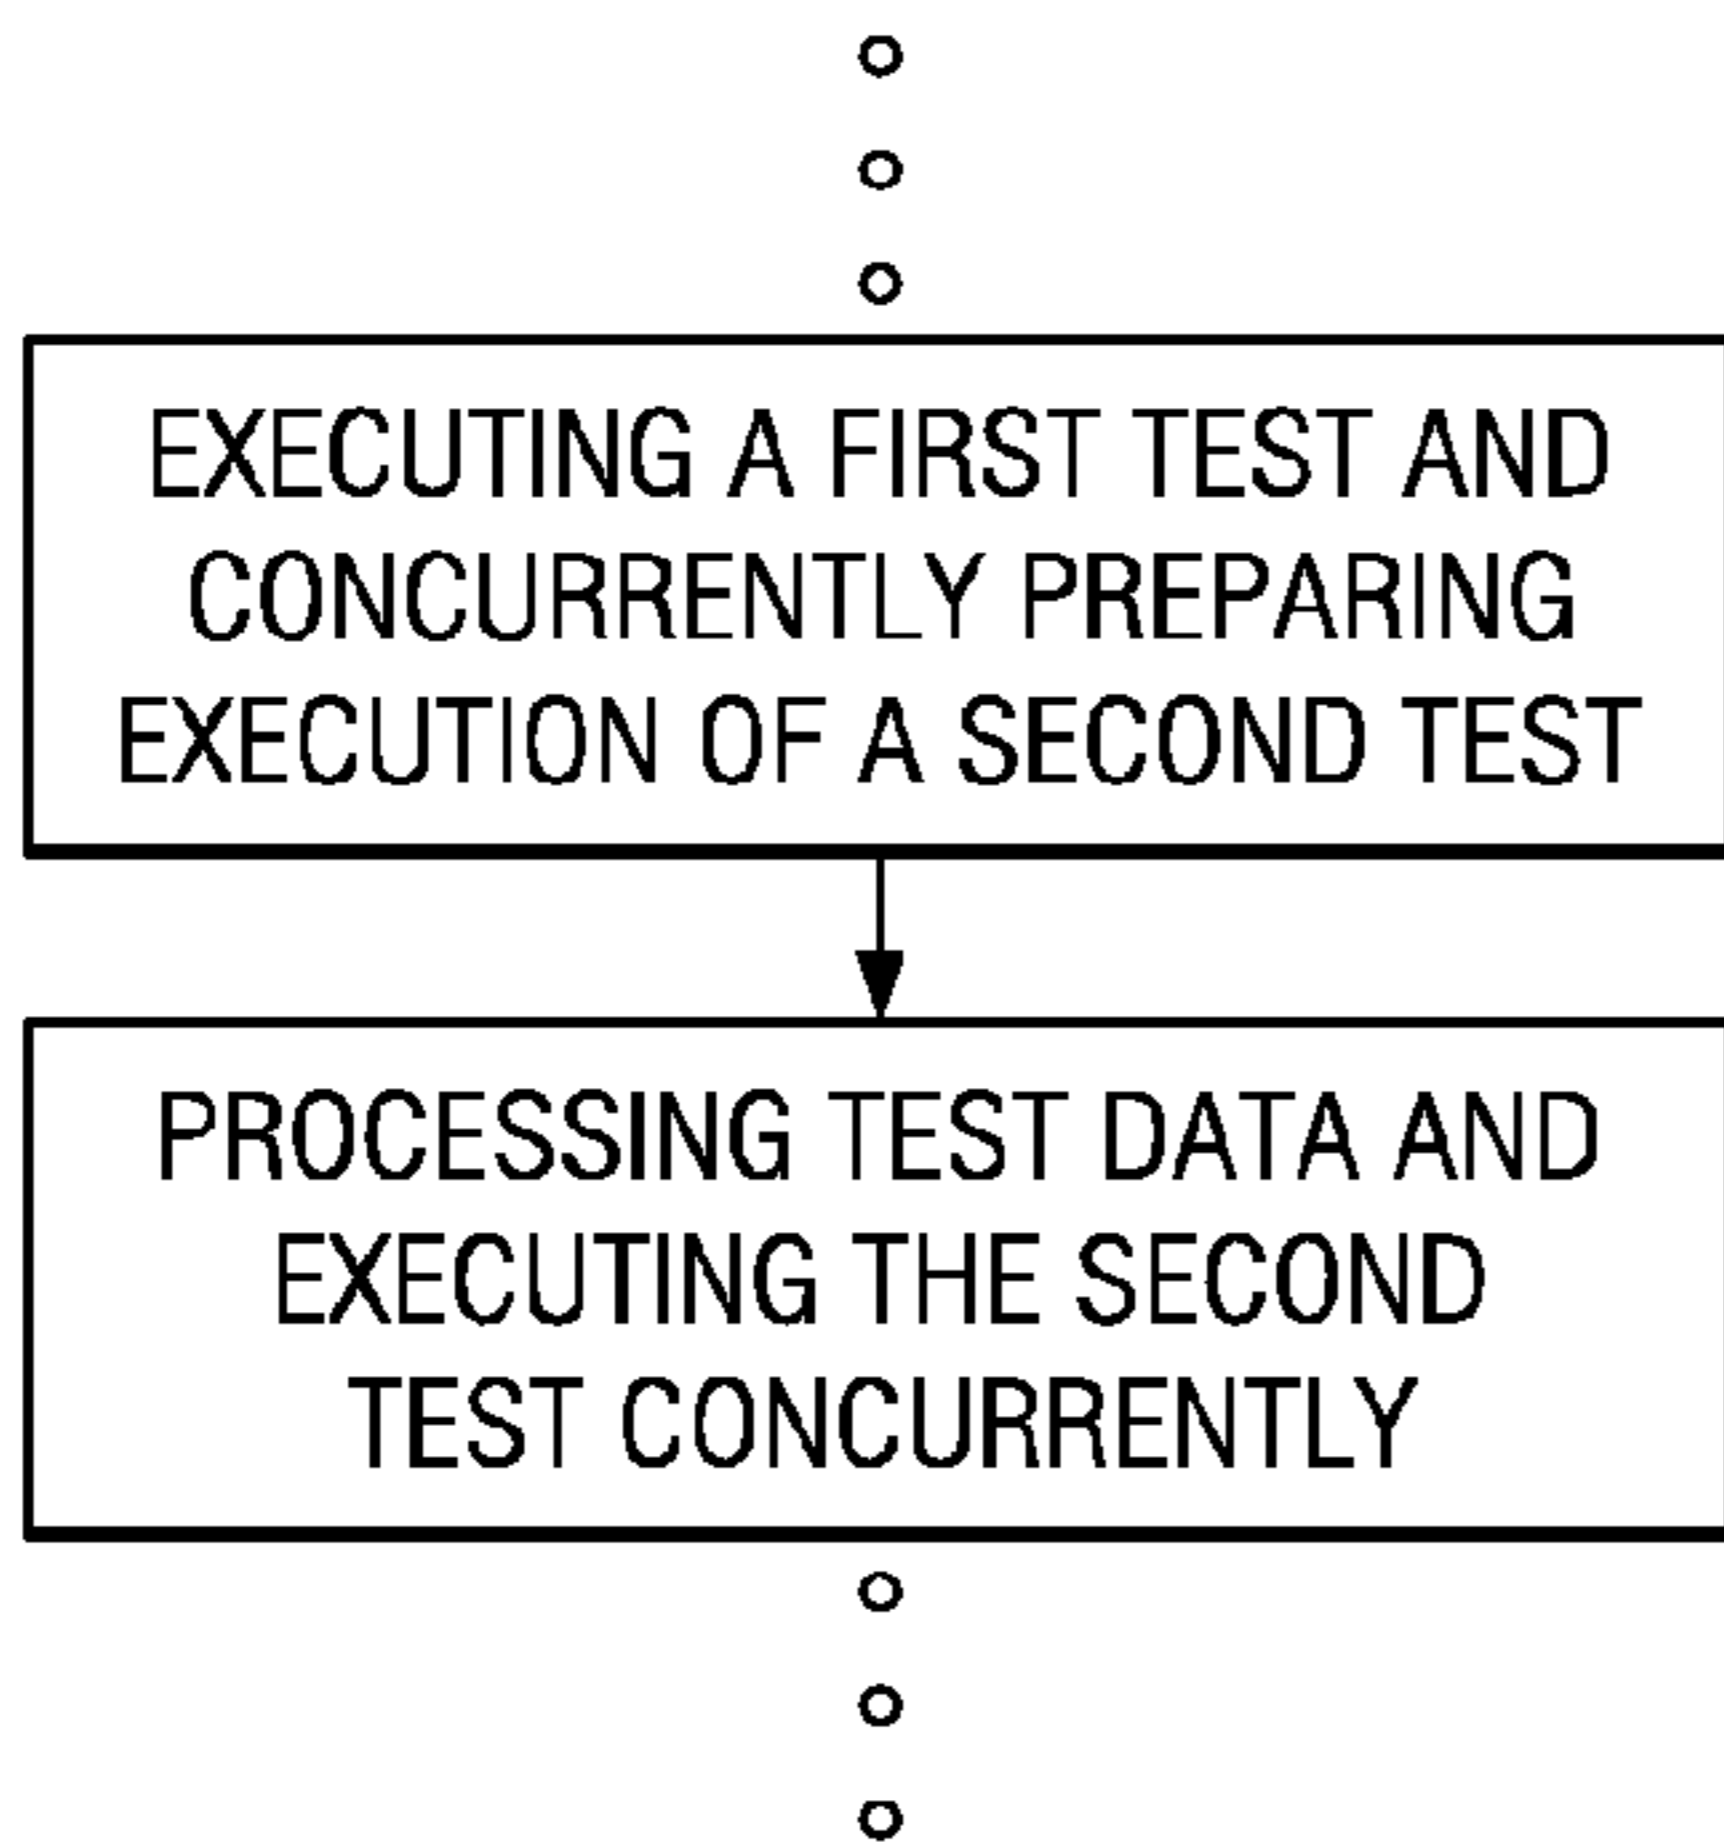 EXECUTING A FIRST TEST AND
CONCURRENTLY PREPARING
EXECUTION OF A SECOND TEST
PROCESSING TEST DATA AND
EXECUTING THE SECOND
TEST CONCURRENTLY